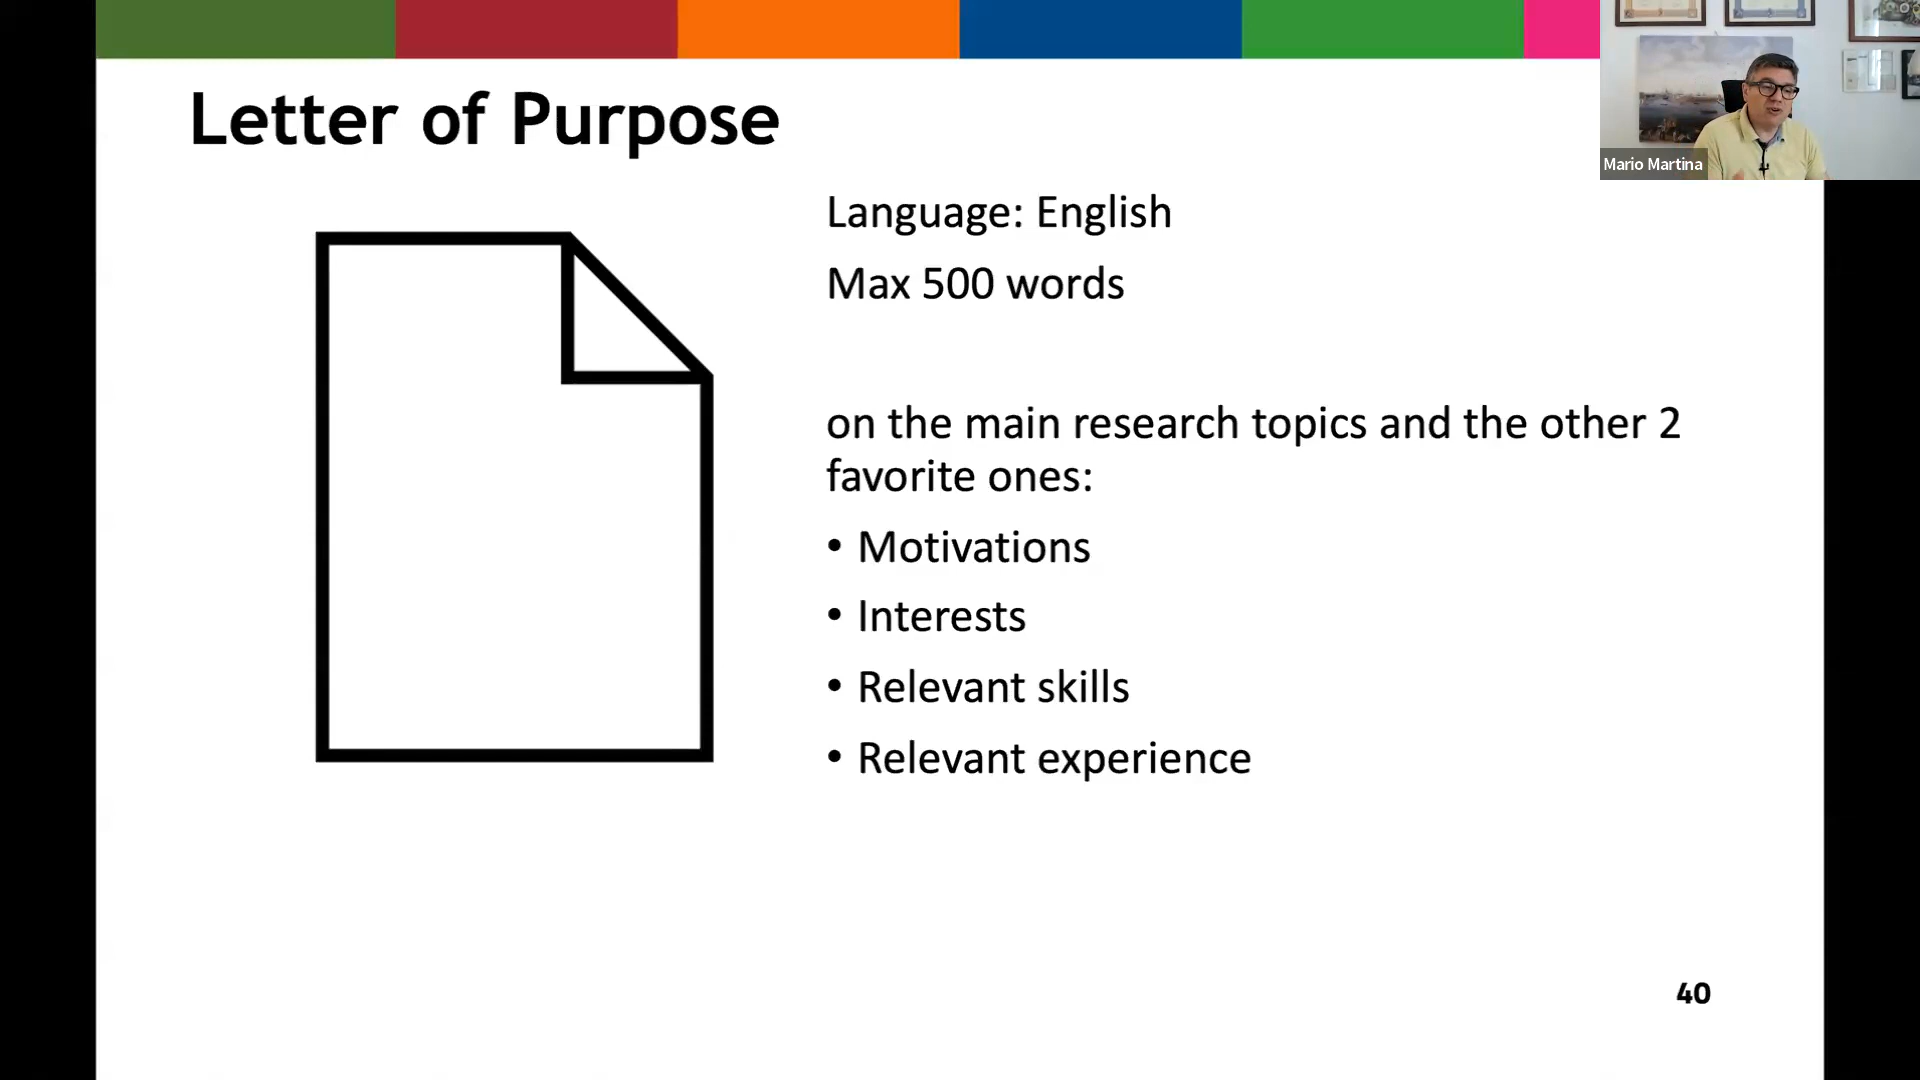 Letter of Purpose
Mario Martina
Language: English
Max 500 words
on the main research topics and the other 2
favorite ones:
• Motivations
• Interests
• Relevant skills
• Relevant experience
40